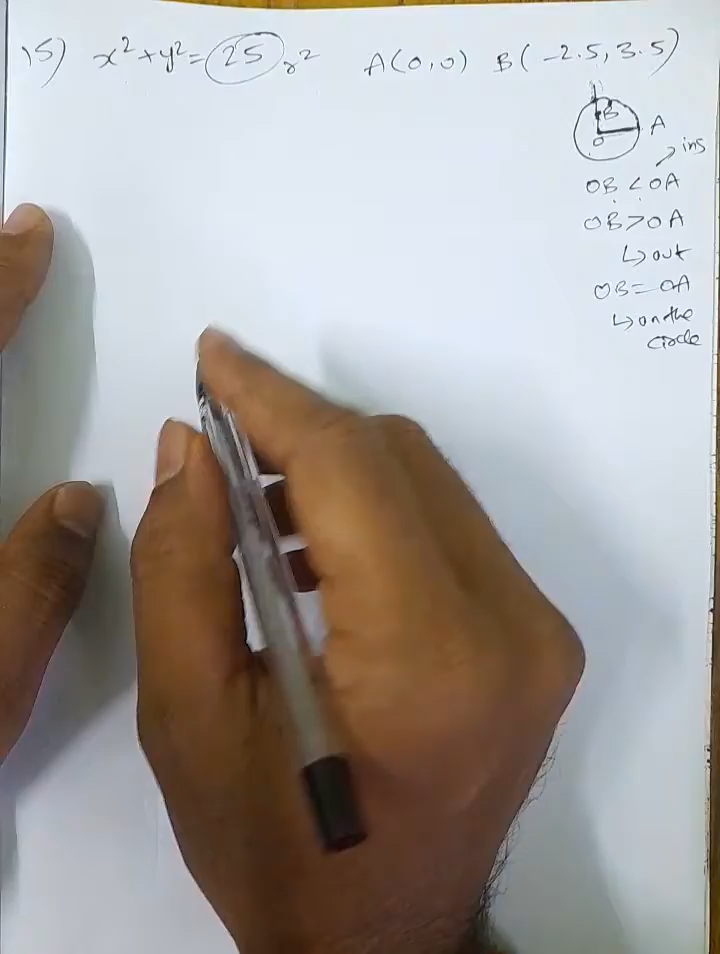 15) x²+y²=25 r² A(0,0) B(-2.5, 3.5)
B
A
O
ins
OB < OA
OB > OA
↳ out
OB = OA
↳ on the
circle